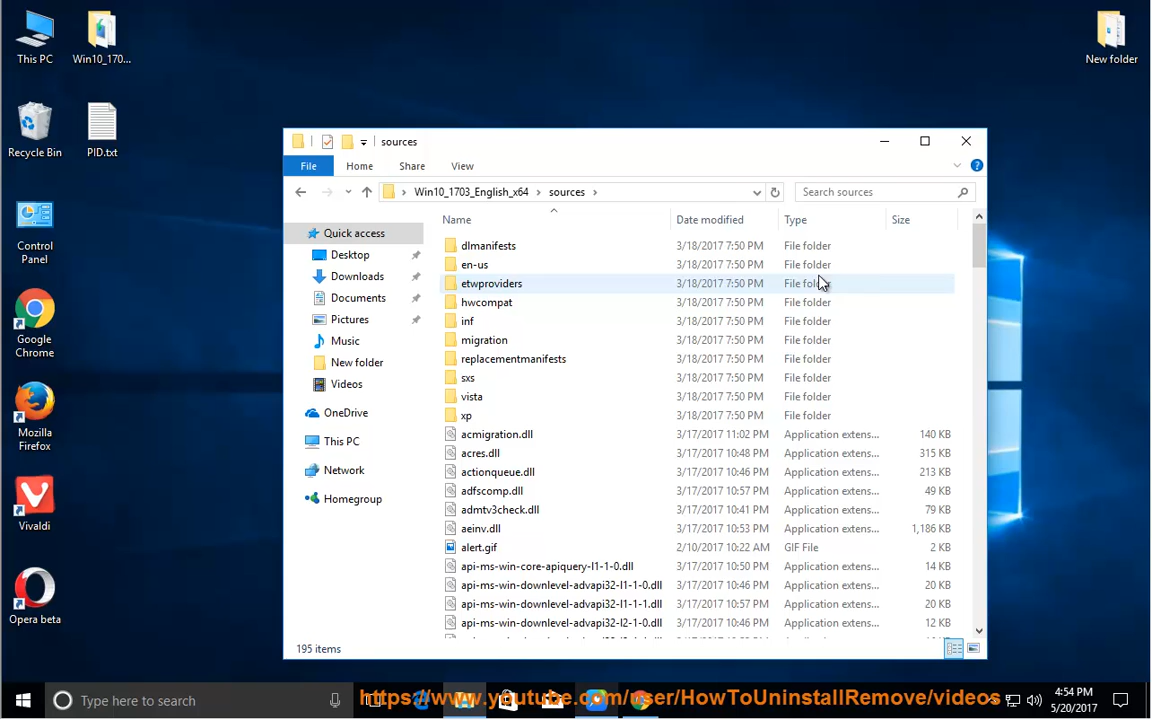 This PC
Win10_170...
New folder
Recycle Bin
PID.txt
Control
Panel
Google
Chrome
Mozilla
Firefox
Vivaldi
Opera beta
sources
File Home Share View
Win10_1703_English_x64 sources
Search sources
Quick access
Desktop
Downloads
Documents
Pictures
Music
New folder
Videos
OneDrive
This PC
Network
Homegroup
Name Date modified Type Size
dlmanifests 3/18/2017 7:50 PM File folder
en-us 3/18/2017 7:50 PM File folder
etwproviders 3/18/2017 7:50 PM File folder
hwcompat 3/18/2017 7:50 PM File folder
inf 3/18/2017 7:50 PM File folder
migration 3/18/2017 7:50 PM File folder
replacementmanifests 3/18/2017 7:50 PM File folder
sxs 3/18/2017 7:50 PM File folder
vista 3/18/2017 7:50 PM File folder
xp 3/18/2017 7:50 PM File folder
acmigration.dll 3/17/2017 11:02 PM Application extens... 140 KB
acres.dll 3/17/2017 10:48 PM Application extens... 315 KB
actionqueue.dll 3/17/2017 10:46 PM Application extens... 213 KB
adfscomp.dll 3/17/2017 10:57 PM Application extens... 49 KB
admtv3check.dll 3/17/2017 10:41 PM Application extens... 79 KB
aeinv.dll 3/17/2017 10:53 PM Application extens... 1,186 KB
alert.gif 2/10/2017 10:22 AM GIF File 2 KB
api-ms-win-core-apiquery-l1-1-0.dll 3/17/2017 10:50 PM Application extens... 14 KB
api-ms-win-downlevel-advapi32-l1-1-0.dll 3/17/2017 10:46 PM Application extens... 20 KB
api-ms-win-downlevel-advapi32-l1-1-1.dll 3/17/2017 10:57 PM Application extens... 20 KB
api-ms-win-downlevel-advapi32-l2-1-0.dll 3/17/2017 10:46 PM Application extens... 12 KB
195 items
Type here to search
https://www.youtube.com/user/HowToUninstallRemove/videos
4:54 PM
5/20/2017